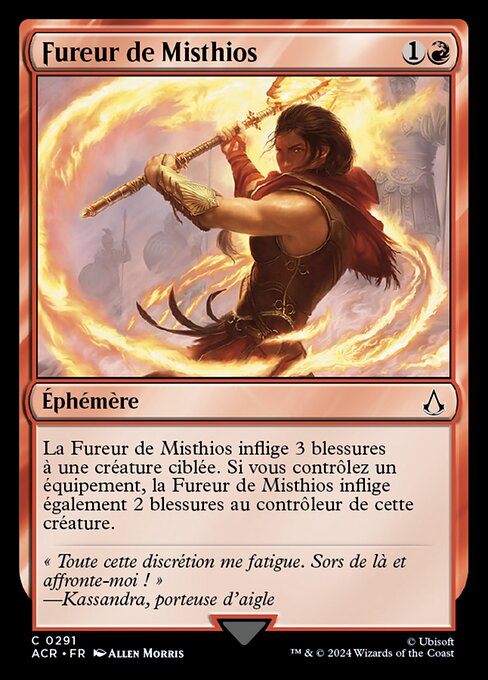 Fureur de Misthios 1
Éphémère
La Fureur de Misthios inflige 3 blessures
à une créature ciblée. Si vous contrôlez un
équipement, la Fureur de Misthios inflige
également 2 blessures au contrôleur de cette
créature.
« Toute cette discrétion me fatigue. Sors de là et
affronte-moi ! »
—Kassandra, porteuse d'aigle
C 0291
ACR • FR Allen Morris
© Ubisoft
™ & © 2024 Wizards of the Coast